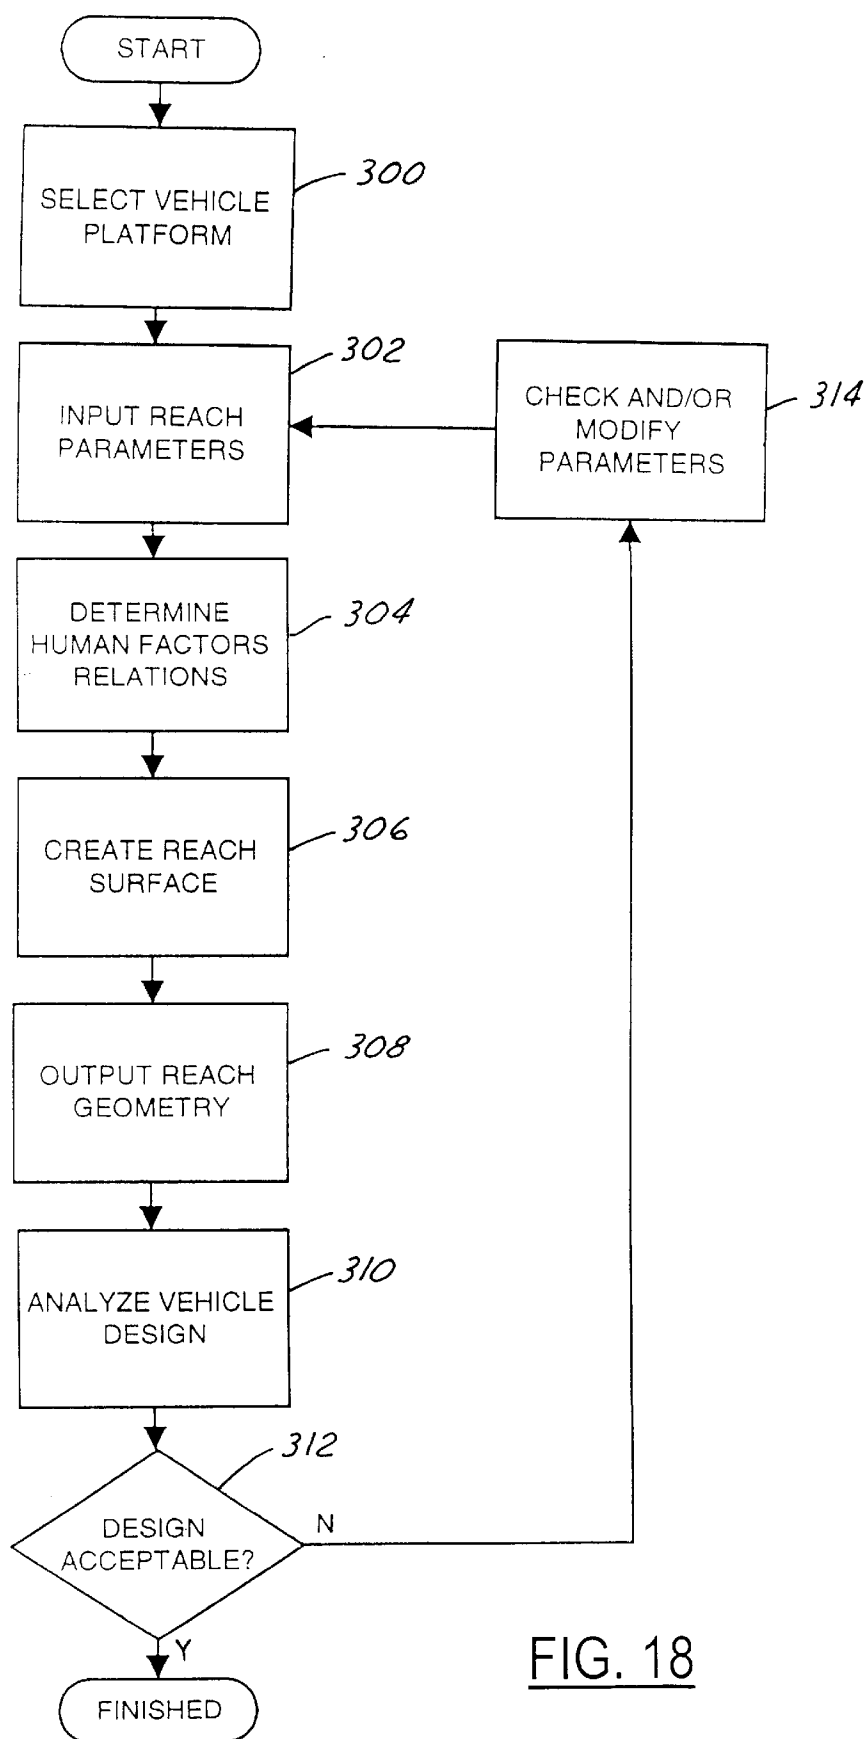 START
300
SELECT VEHICLE
PLATFORM
302
INPUT REACH
PARAMETERS
CHECK AND/OR
MODIFY
PARAMETERS
314
304
DETERMINE
HUMAN FACTORS
RELATIONS
306
CREATE REACH
SURFACE
308
OUTPUT REACH
GEOMETRY
310
ANALYZE VEHICLE
DESIGN
312
DESIGN
ACCEPTABLE?
N
Y
FINISHED
FIG. 18